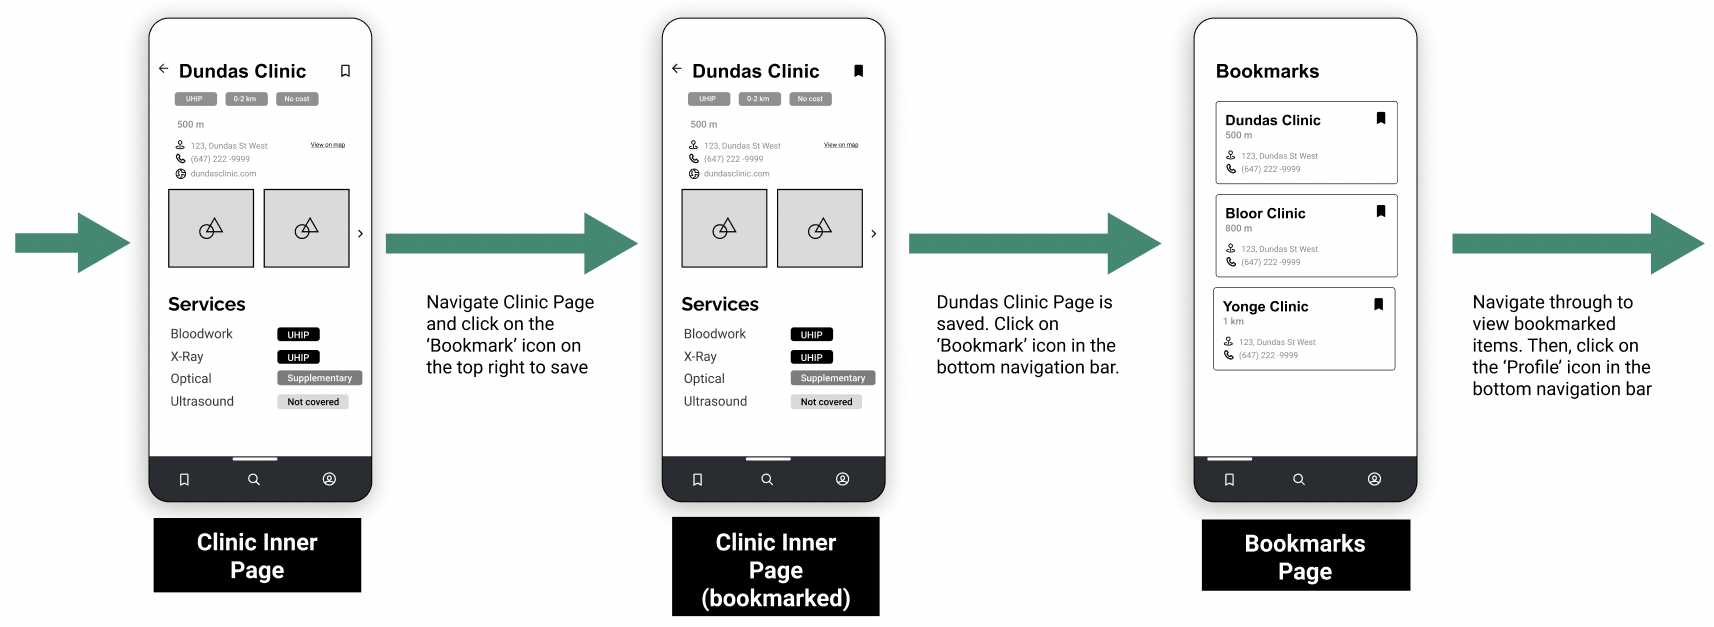 Dundas Clinic
UHIP 0-2 km No cost
500 m
123, Dundas St West View on map
(647) 222 -9999
dundasclinic.com
Services
Bloodwork UHIP
X-Ray UHIP
Optical Supplementary
Ultrasound Not covered
Clinic Inner
Page
Navigate Clinic Page
and click on the
‘Bookmark’ icon on
the top right to save
Dundas Clinic
UHIP 0-2 km No cost
500 m
123, Dundas St West View on map
(647) 222 -9999
dundasclinic.com
Services
Bloodwork UHIP
X-Ray UHIP
Optical Supplementary
Ultrasound Not covered
Clinic Inner
Page
(bookmarked)
Dundas Clinic Page is
saved. Click on
‘Bookmark’ icon in the
bottom navigation bar.
Bookmarks
Dundas Clinic
500 m
123, Dundas St West
(647) 222 -9999
Bloor Clinic
800 m
123, Dundas St West
(647) 222 -9999
Yonge Clinic
1 km
123, Dundas St West
(647) 222 -9999
Bookmarks
Page
Navigate through to
view bookmarked
items. Then, click on
the ‘Profile’ icon in the
bottom navigation bar